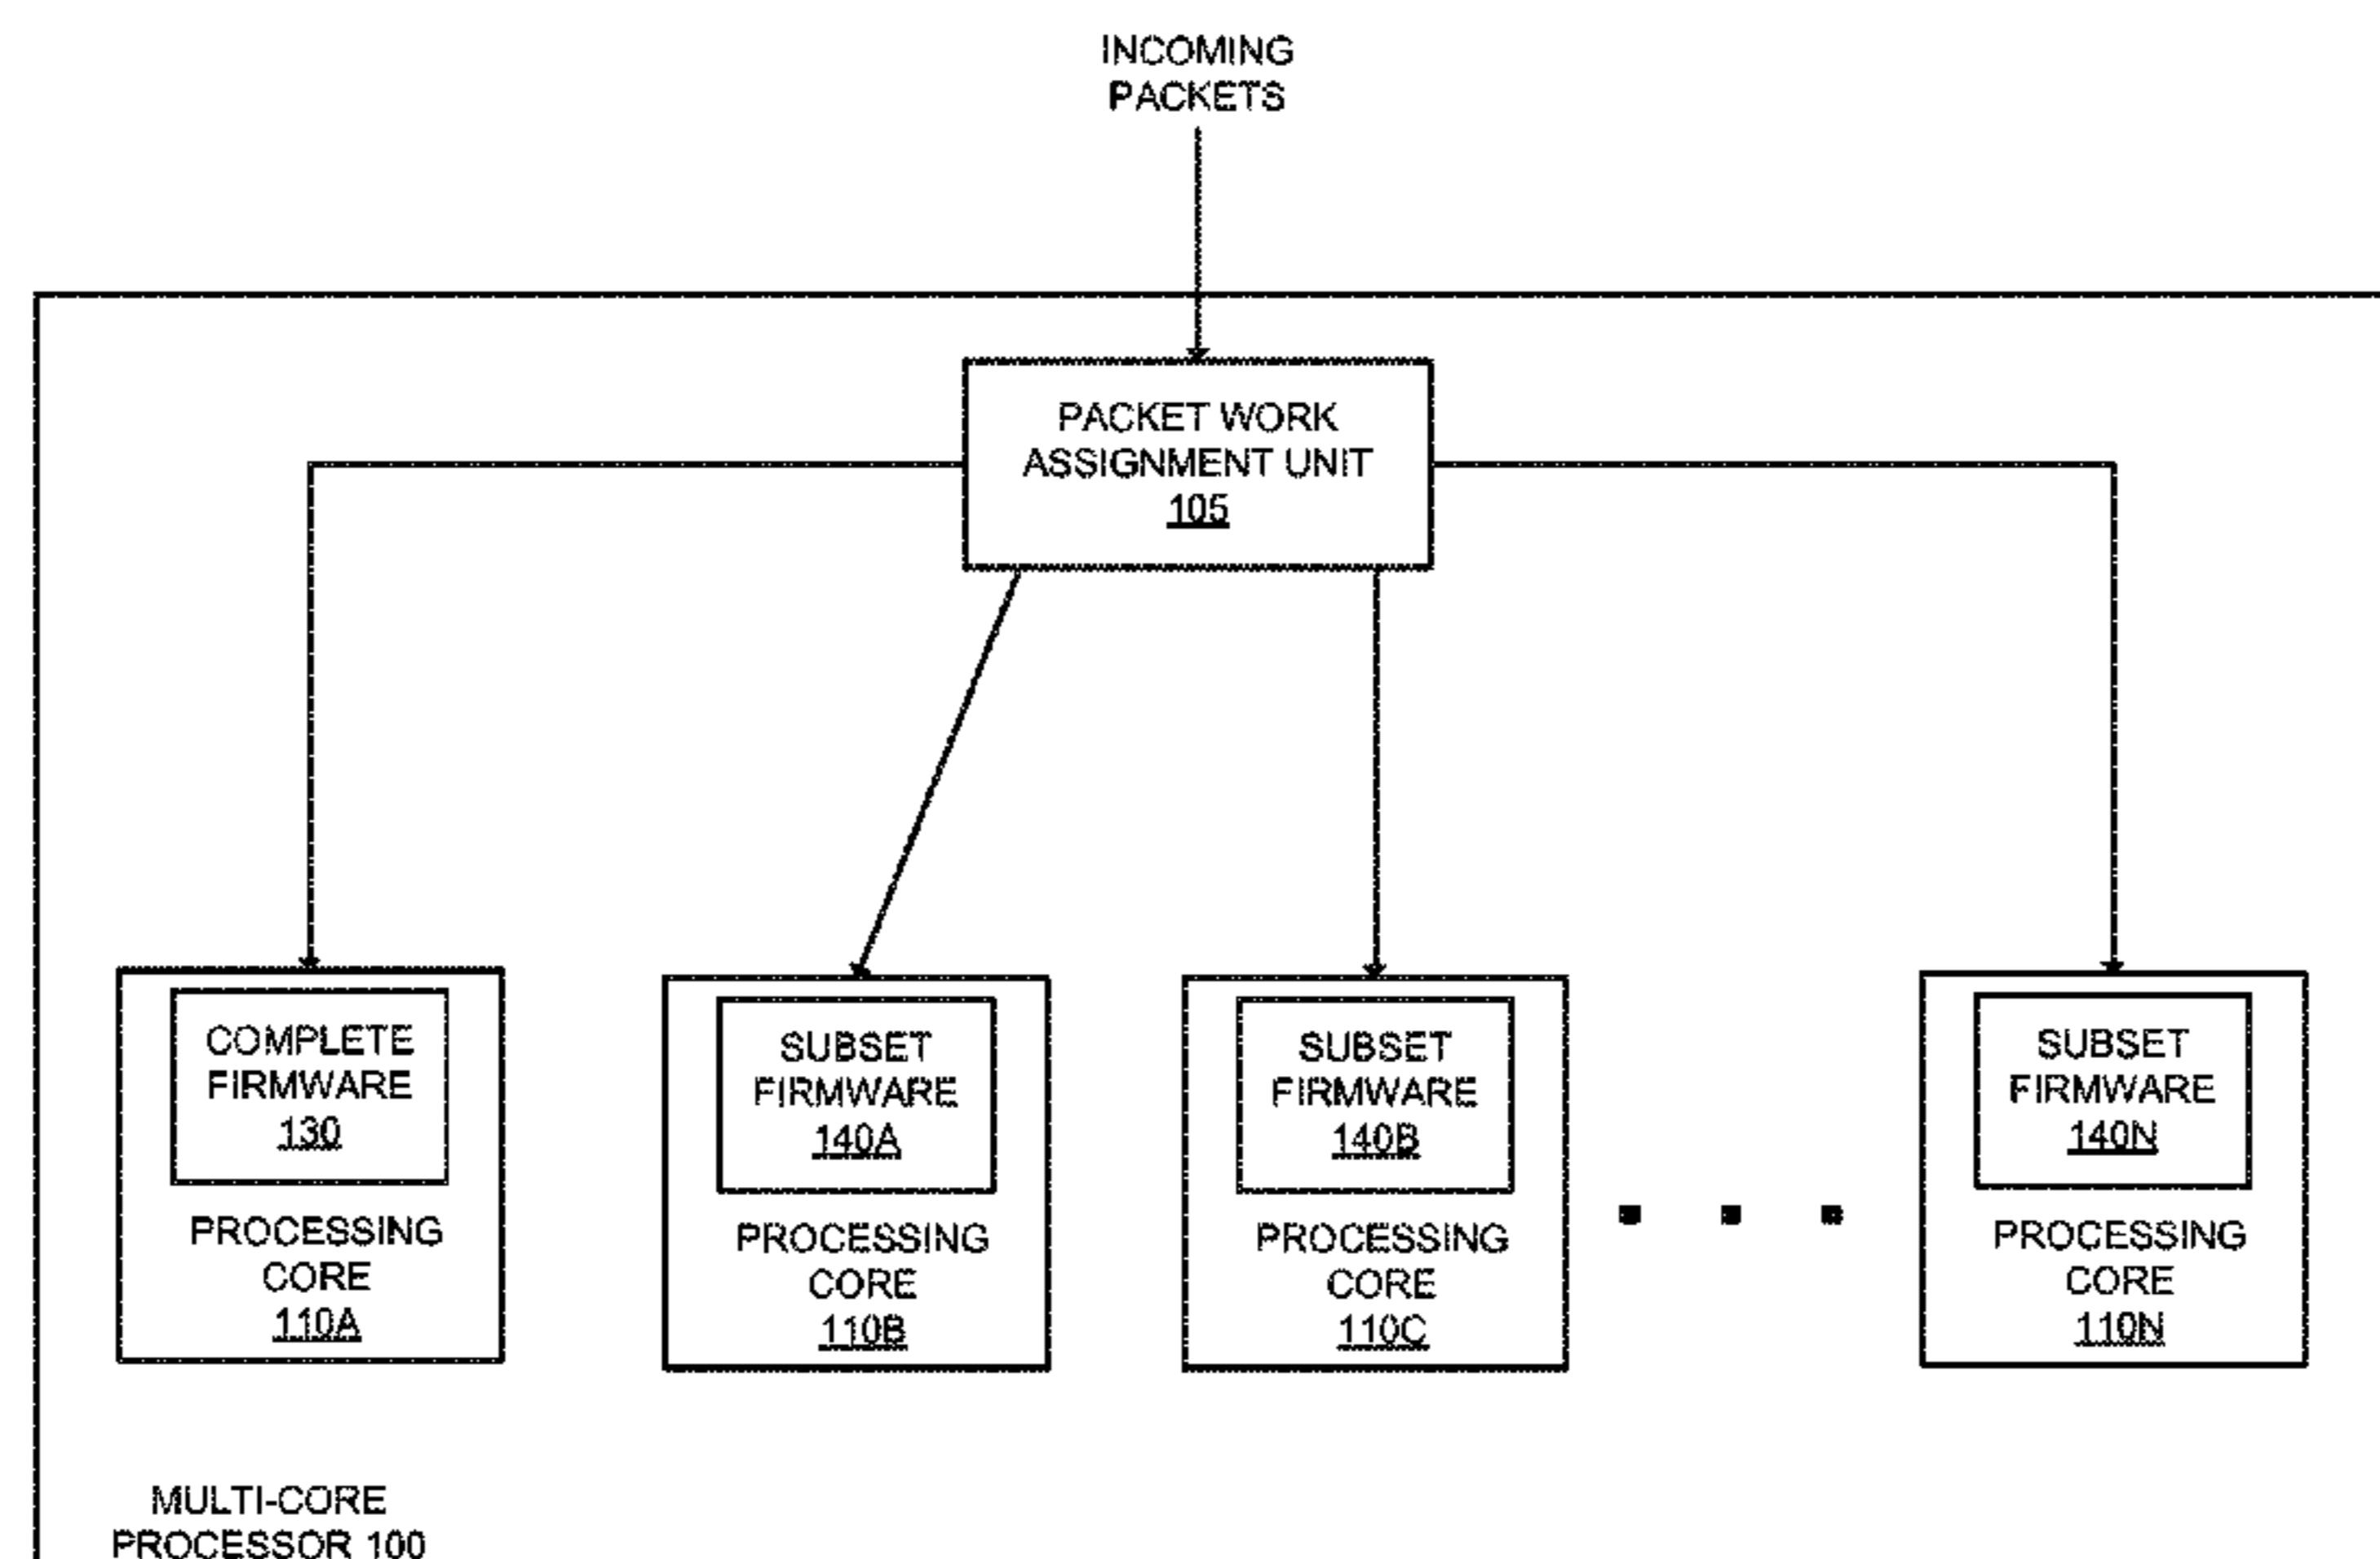 INCOMING
PACKETS
PACKET WORK
ASSIGNMENT UNIT
105
COMPLETE
FIRMWARE
130
PROCESSING
CORE
110A
SUBSET
FIRMWARE
140A
PROCESSING
CORE
110B
SUBSET
FIRMWARE
140B
PROCESSING
CORE
110C
SUBSET
FIRMWARE
140N
PROCESSING
CORE
110N
MULTI-CORE
PROCESSOR 100